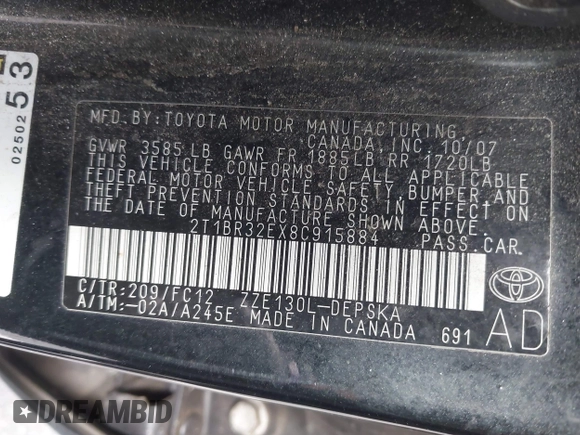 MFD. BY: TOYOTA MOTOR MANUFACTURING,
CANADA, INC. 10/07
GVWR 3585 LB GAWR FR 1885LB RR 1720LB
THIS VEHICLE CONFORMS TO ALL APPLICABLE
FEDERAL MOTOR VEHICLE SAFETY, BUMPER, AND
THEFT PREVENTION STANDARDS IN EFFECT ON
THE DATE OF MANUFACTURE SHOWN ABOVE.
2T1BR32EX8C915884 PASS. CAR
C/TR: 209/FC12 ZZE130L-DEPSKA
A/TM: -02A/A245E MADE IN CANADA 691
AD
02502
53
DREAMBID